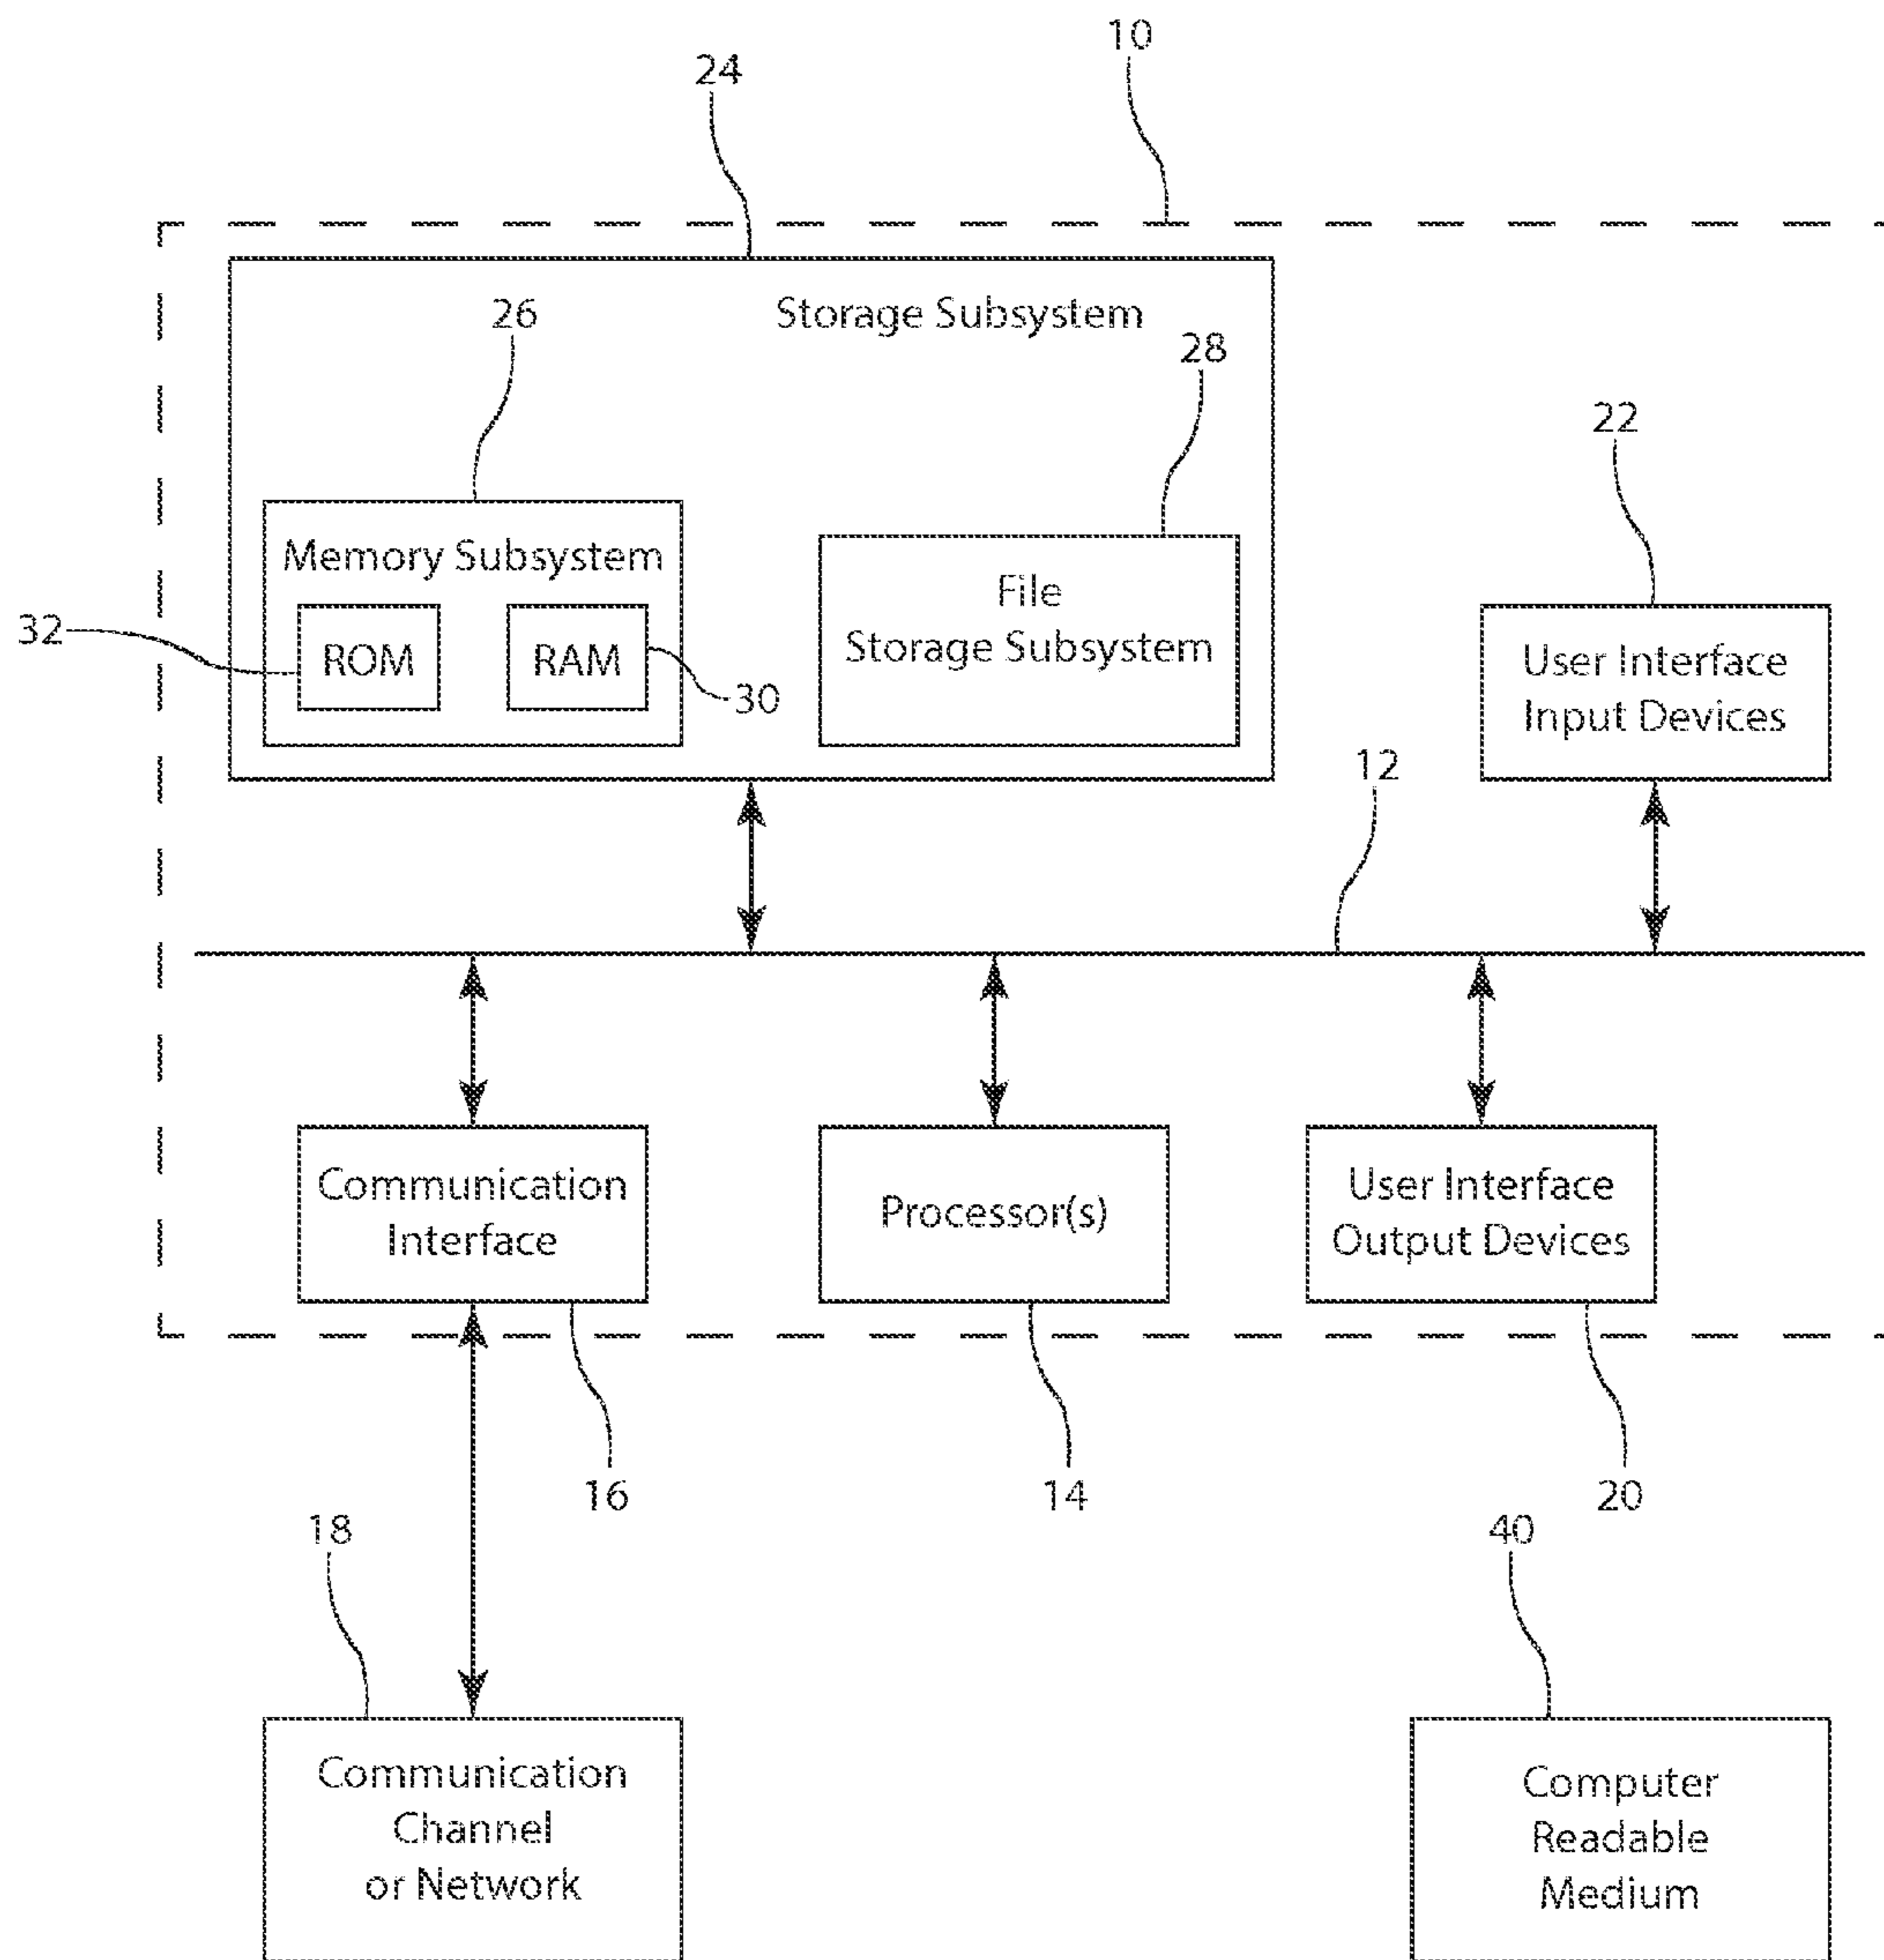 10
24
Storage Subsystem
26
28
22
Memory Subsystem
File
Storage Subsystem
32
ROM
RAM
30
User Interface
Input Devices
12
Communication
Interface
Processor(s)
User Interface
Output Devices
16
14
20
18
40
Communication
Channel
or Network
Computer
Readable
Medium